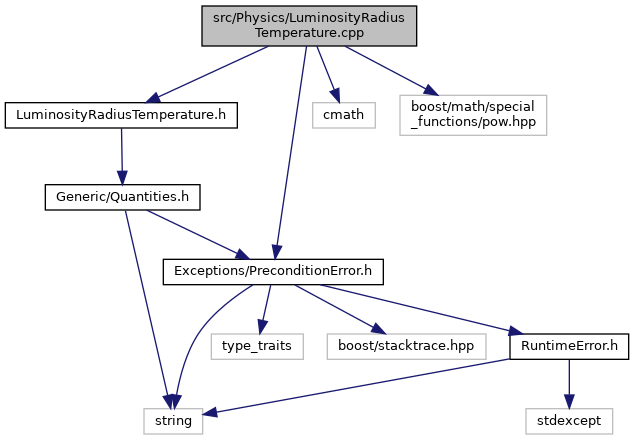 src/Physics/LuminosityRadius
Temperature.cpp
LuminosityRadiusTemperature.h
cmath
boost/math/special
_functions/pow.hpp
Generic/Quantities.h
Exceptions/PreconditionError.h
type_traits
boost/stacktrace.hpp
RuntimeError.h
string
stdexcept